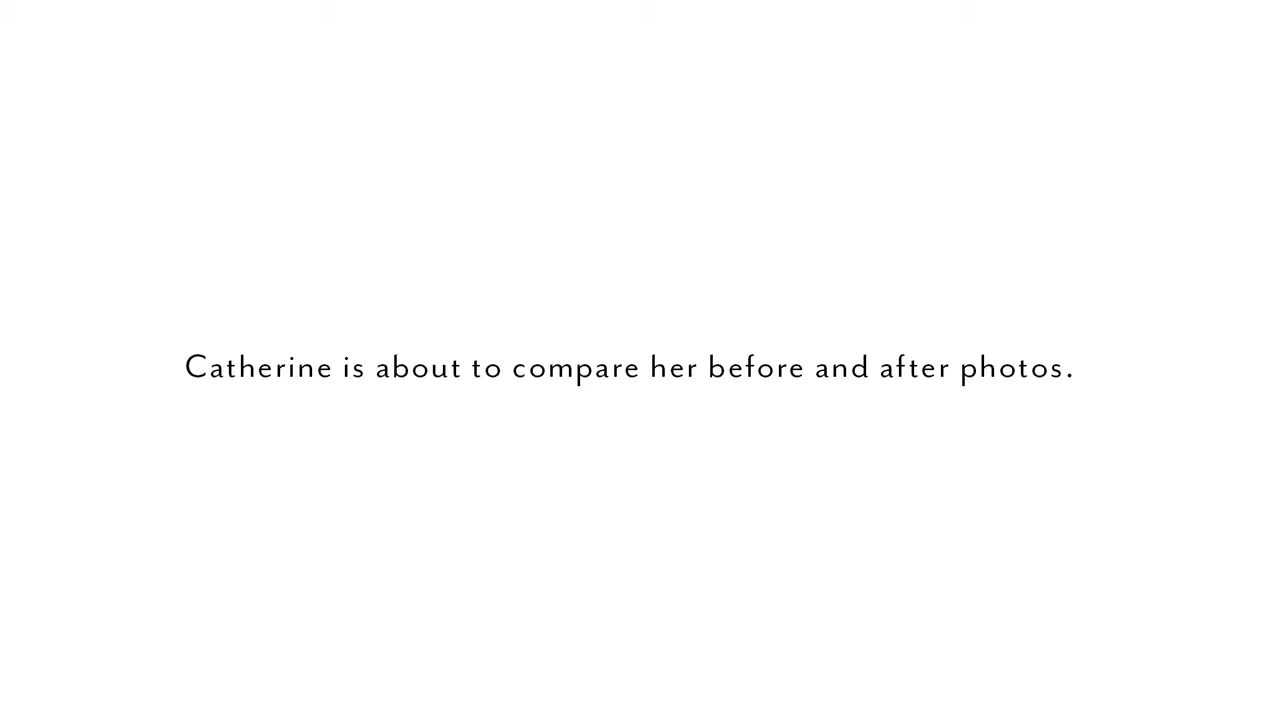 Catherine is about to compare her before and after photos.